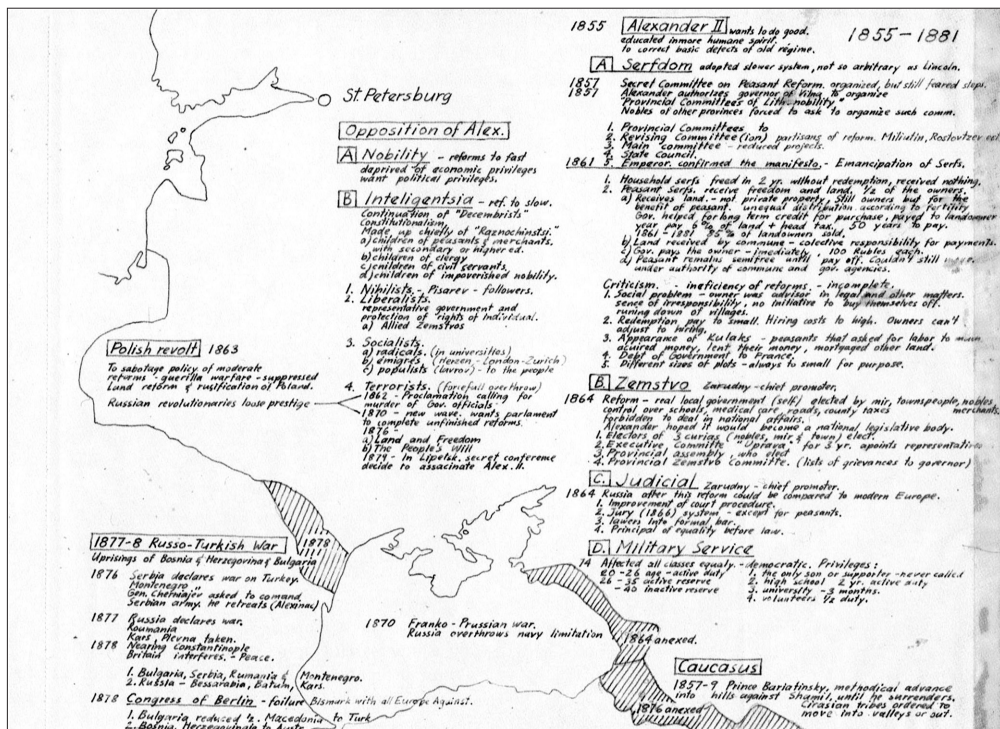 St. Petersburg
Opposition of Alex.
A Nobility - reforms to fast
deprived of economic privileges
want political privileges.
B Inteligentsia - ref. to slow.
Continuation of "Decembrists"
Constitutionalism.
Made up chiefly of "Raznochinstsi."
a) children of peasants & merchants,
with secondary or higher ed.
b) children of clergy
c) children of civil servants
d) children of impoverished nobility.
1. Nihilists - Pisarev - followers.
2. Liberalists.
representative government and
protection of rights of Individual.
a) Allied Zemstvos
3. Socialists.
a) radicals. (in universities)
b) emigrès (Herzen - London-Zurich)
c) populists (Lavrov) - to the people
4. Terrorists. (forcefull overthrow)
1862 - Proclamation calling for
murder of Gov. officials
1870 - new wave. wants parlament
to complete unfinished reforms.
1876 -
a) Land and Freedom
b) The People's Will
1879 - In Lipetsk. secret conference
decide to assacinate Alex. II.
Polish revolt 1863
To sabotage policy of moderate
reforms - guerilla warfare - suppressed
Land reform & rusification of Poland.
Russian revolutionaries loose prestige
1878
1877-8 Russo-Turkish War
Uprisings of Bosnia & Herzegovina & Bulgaria
1876 Serbia declares war on Turkey.
Montenegro "
Gen. Cherniajev asked to comand
Serbian army. he retreats (Alexinac)
1877 Russia declares war.
Roumania
Kars, Plevna taken.
1878 Nearing Constantinople
Britain interferes. - Peace.
1. Bulgaria, Serbia, Rumania & Montenegro.
2. Russia - Bessarabia, Batum, Kars.
1878 Congress of Berlin - failure Bismark with all Europe Against.
1. Bulgaria reduced ½. Macedonia to Turk
2. Bosnia, Herzegovina to Austr
1870 Franko - Prussian war.
Russia overthrows navy limitation
1855 Alexander II wants to do good. 1855-1881
educated in more humane spirit.
to correct basic defects of old régime.
A Serfdom adopted slower system, not so arbitrary as Lincoln.
1857 Secret Committee on Peasant Reform. organized, but still feared steps.
1857 Alexander authorizes governor of Vilna to organize
"Provincial Committees of Lith. nobility"
Nobles of other provinces forced to ask to organize such comm.
1. Provincial Committees to
2. Revising Committee (ion) partisans of reform. Miliutin, Rostovtzev
3. Main Committee - reduced projects.
4. State Council.
1861 5. Emperor. confirmed the manifesto, - Emancipation of Serfs.
1. Household serfs freed in 2 yr. without redemption, received nothing.
2. Peasant Serfs. receive freedom and land, ½ of the owners.
a) Receives land. - not private property, Still owners but for the
benefit of peasant. unequal distribution according to fertility
Gov. helped for long term credit for purchase, payed to landowner
year pay 6% of land + head tax. 50 years to pay.
1861-1881 85% of landowners sold.
b) Land received by commune - colective responsibility for payments.
c) Gov. pays the owner - imediately, 100 Rubles each.
d) Peasant remains semifree until pay off. Couldn't still move.
under authority of commune and gov. agencies.
Criticism. - ineficiency of reforms. - incomplete.
1. Social problem - owner was advisor in legal and other matters.
sence of irresponsibility, no initiative to buy themselves off.
runing down of villages.
2. Redemption pay to small. Hiring costs to high. Owners can't
adjust to hiring.
3. Appearance of Kulaks - peasants that asked for labor to
acuired money, lent their money, mortgaged other land.
4. Debt of Government to France.
5. Different sizes of plots - always to small for purpose.
B. Zemstvo Zarudny - chief promoter.
1864 Reform - real local government (self) elected by mir, townspeople, nobles,
control over schools, medical care, roads, county taxes merchants
forbidding to deal in national affairs.
Alexander hoped it would become a national legislative body.
1. Electors of 3 curias (nobles, mir & town) elect.
2. Executive Committe "Uprava" for 3 yr. apoints representatives
3. Provincial assembly, who elect
4. Provincial Zemstvo Committe. (lists of grievances to governor)
C. Judicial Zarudny - chief promoter.
1864 Russia after this reform could be compared to modern Europe.
1. Improvement of court procedure.
2. Jury (1866) system - except for peasants.
3. lawers into formal bar.
4. Principal of equality before law.
D. Military Service
74 Affected all classes equally. - democratic. Privileges:
20 - 26 age - active duty 1. the only son or supporter - never called
26 - 35 active reserve 2. high school 2 yr. active duty
- 40 inactive reserve 3. university - 3 months.
4. volunteers ½ duty.
1864 anexed.
1876 anexed
Caucasus
1857-9 Prince Bariatinsky, methodical advance
into hills against Shamil, until he surrenders.
Cirasian tribes ordered to
move into valleys or out.